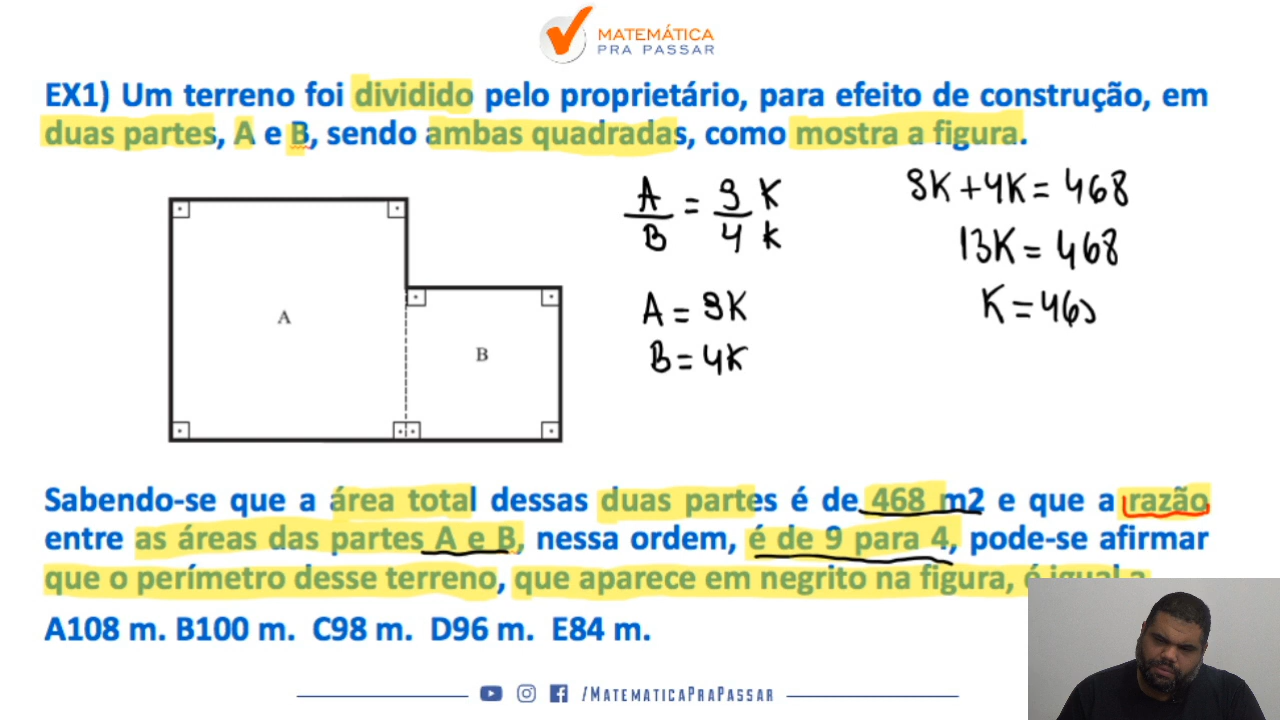 MATEMÁTICA
PRA PASSAR
EX1) Um terreno foi dividido pelo proprietário, para efeito de construção, em
duas partes, A e B, sendo ambas quadradas, como mostra a figura.
A
B
A/B = 9K/4K
A = 9K
B = 4K
9K + 4K = 468
13K = 468
K = 46
Sabendo-se que a área total dessas duas partes é de 468 m2 e que a razão
entre as áreas das partes A e B, nessa ordem, é de 9 para 4, pode-se afirmar
que o perímetro desse terreno, que aparece em negrito na figura, é igual a
A108 m. B100 m. C98 m. D96 m. E84 m.
/MATEMATICAPRAPASSAR